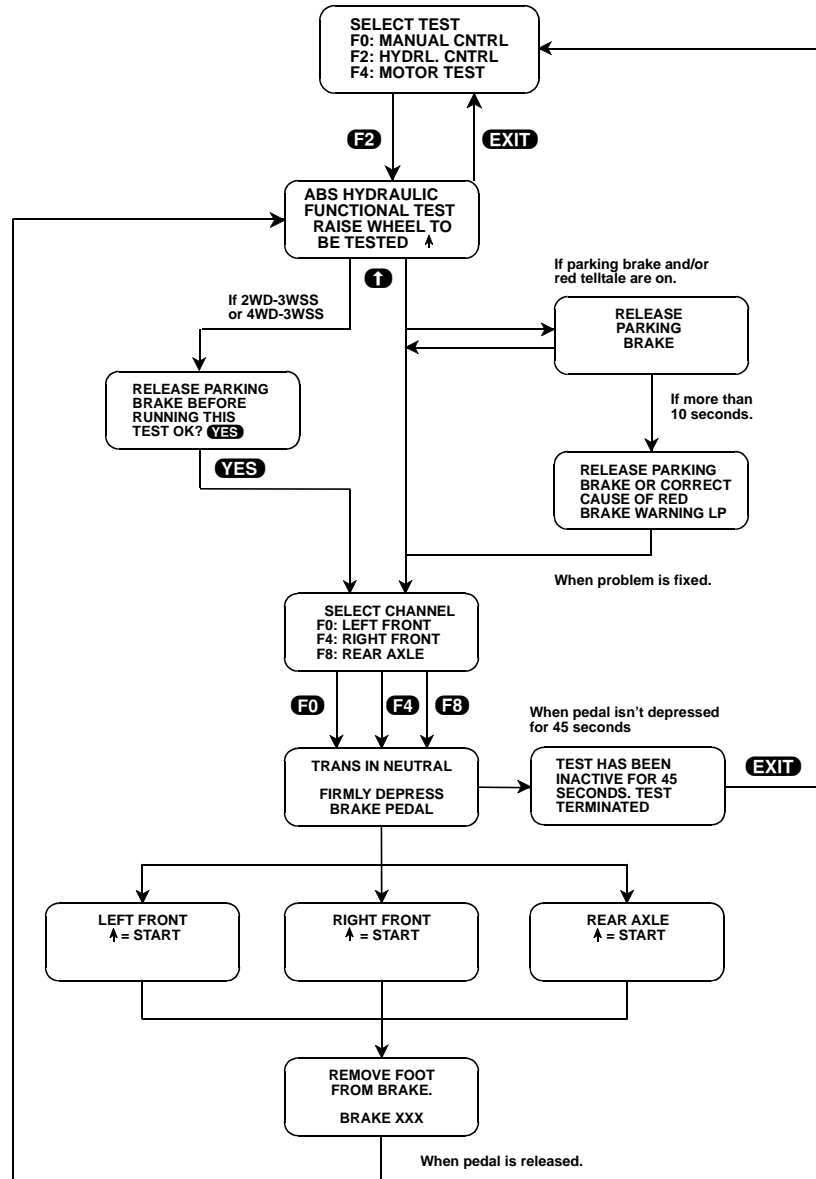 SELECT TEST
F0: MANUAL CNTRL
F2: HYDRL. CNTRL
F4: MOTOR TEST
F2
EXIT
ABS HYDRAULIC
FUNCTIONAL TEST
RAISE WHEEL TO
BE TESTED ↑
↑
If 2WD-3WSS
or 4WD-3WSS
If parking brake and/or
red telltale are on.
RELEASE
PARKING
BRAKE
RELEASE PARKING
BRAKE BEFORE
RUNNING THIS
TEST OK? YES
If more than
10 seconds.
YES
RELEASE PARKING
BRAKE OR CORRECT
CAUSE OF RED
BRAKE WARNING LP
When problem is fixed.
SELECT CHANNEL
F0: LEFT FRONT
F4: RIGHT FRONT
F8: REAR AXLE
F0
F4
F8
When pedal isn't depressed
for 45 seconds
TRANS IN NEUTRAL
FIRMLY DEPRESS
BRAKE PEDAL
TEST HAS BEEN
INACTIVE FOR 45
SECONDS. TEST
TERMINATED
EXIT
LEFT FRONT
↑ = START
RIGHT FRONT
↑ = START
REAR AXLE
↑ = START
REMOVE FOOT
FROM BRAKE.
BRAKE XXX
When pedal is released.